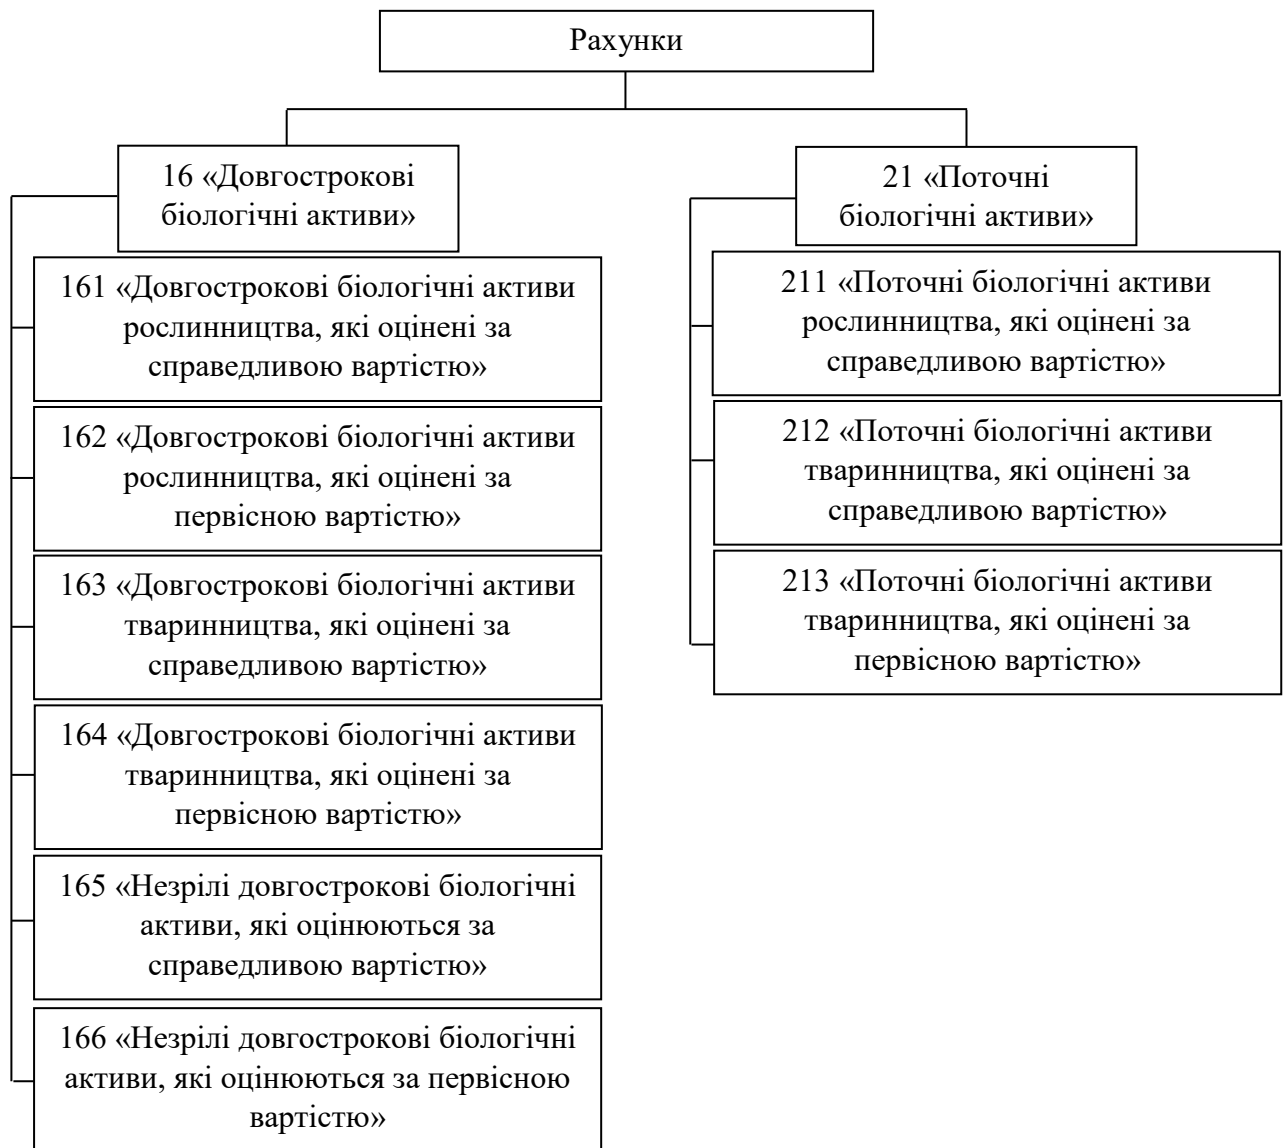 Рахунки
16 «Довгострокові
біологічні активи»
161 «Довгострокові біологічні активи
рослинництва, які оцінені за
справедливою вартістю»
162 «Довгострокові біологічні активи
рослинництва, які оцінені за
первісною вартістю»
163 «Довгострокові біологічні активи
тваринництва, які оцінені за
справедливою вартістю»
164 «Довгострокові біологічні активи
тваринництва, які оцінені за
первісною вартістю»
165 «Незрілі довгострокові біологічні
активи, які оцінюються за
справедливою вартістю»
166 «Незрілі довгострокові біологічні
активи, які оцінюються за первісною
вартістю»
21 «Поточні
біологічні активи»
211 «Поточні біологічні активи
рослинництва, які оцінені за
справедливою вартістю»
212 «Поточні біологічні активи
тваринництва, які оцінені за
справедливою вартістю»
213 «Поточні біологічні активи
тваринництва, які оцінені за
первісною вартістю»